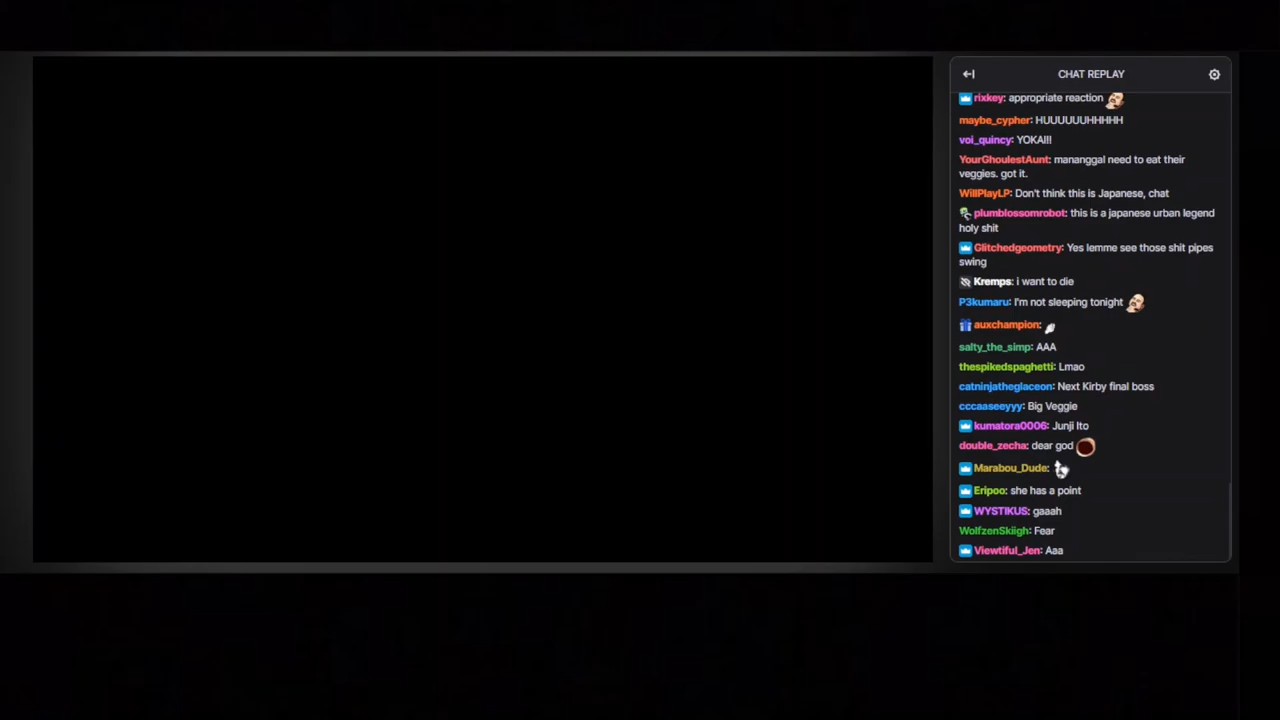 CHAT REPLAY
rixkey: appropriate reaction
maybe_cypher: HUUUUUUHHHHH
voi_quincy: YOKAI!!!
YourGhoulestAunt: mananggal need to eat their
veggies. got it.
WillPlayLP: Don't think this is Japanese, chat
plumblossomrobot: this is a japanese urban legend
holy shit
Glitchedgeometry: Yes lemme see those shit pipes
swing
Kremps: i want to die
P3kumaru: I'm not sleeping tonight
auxchampion:
salty_the_simp: AAA
thespikedspaghetti: Lmao
catninjatheglaceon: Next Kirby final boss
cccaaseeyyy: Big Veggie
kumatora0006: Junji Ito
double_zecha: dear god
Marabou_Dude:
Eripoo: she has a point
WYSTIKUS: gaaah
WolfzenSkiigh: Fear
Viewtiful_Jen: Aaa